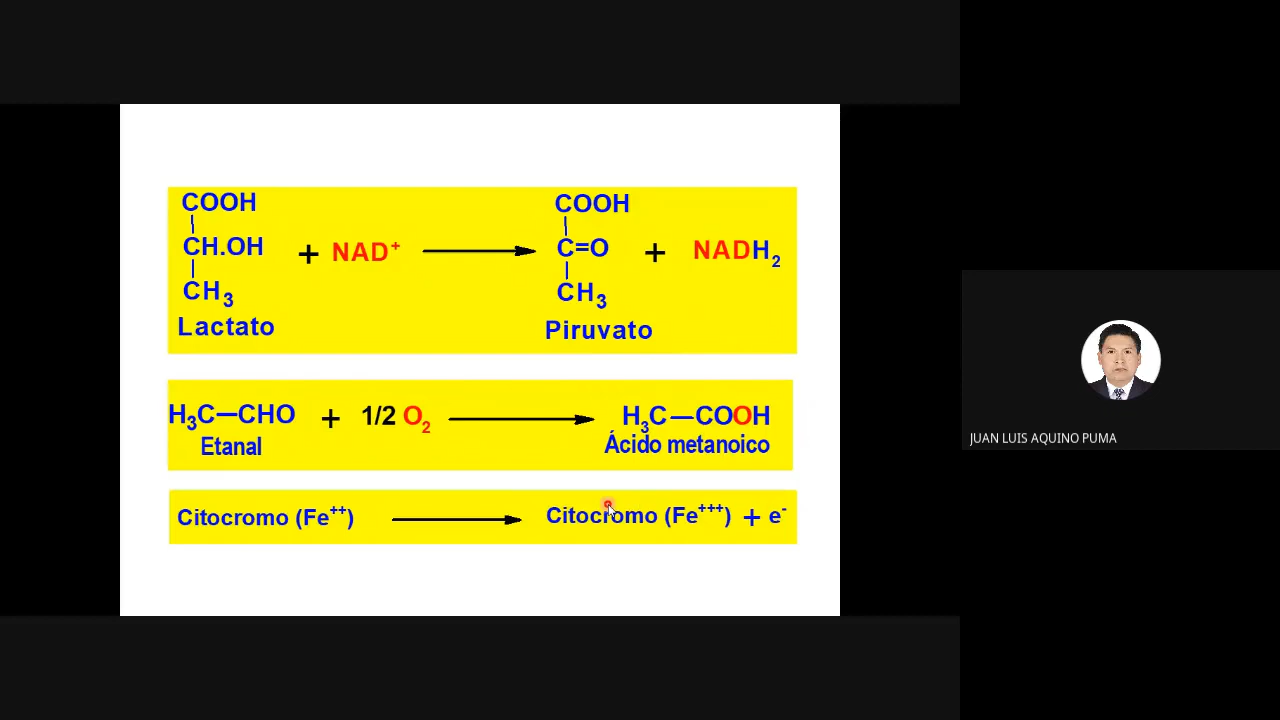 COOH
CH.OH + NAD⁺ → COOH
CH₃
Lactato
C=O + NADH₂
CH₃
Piruvato
H₃C—CHO + 1/2 O₂ → H₃C—COOH
Etanal Ácido metanoico
Citocromo (Fe⁺⁺) → Citocromo (Fe⁺⁺⁺) + e⁻
JUAN LUIS AQUINO PUMA